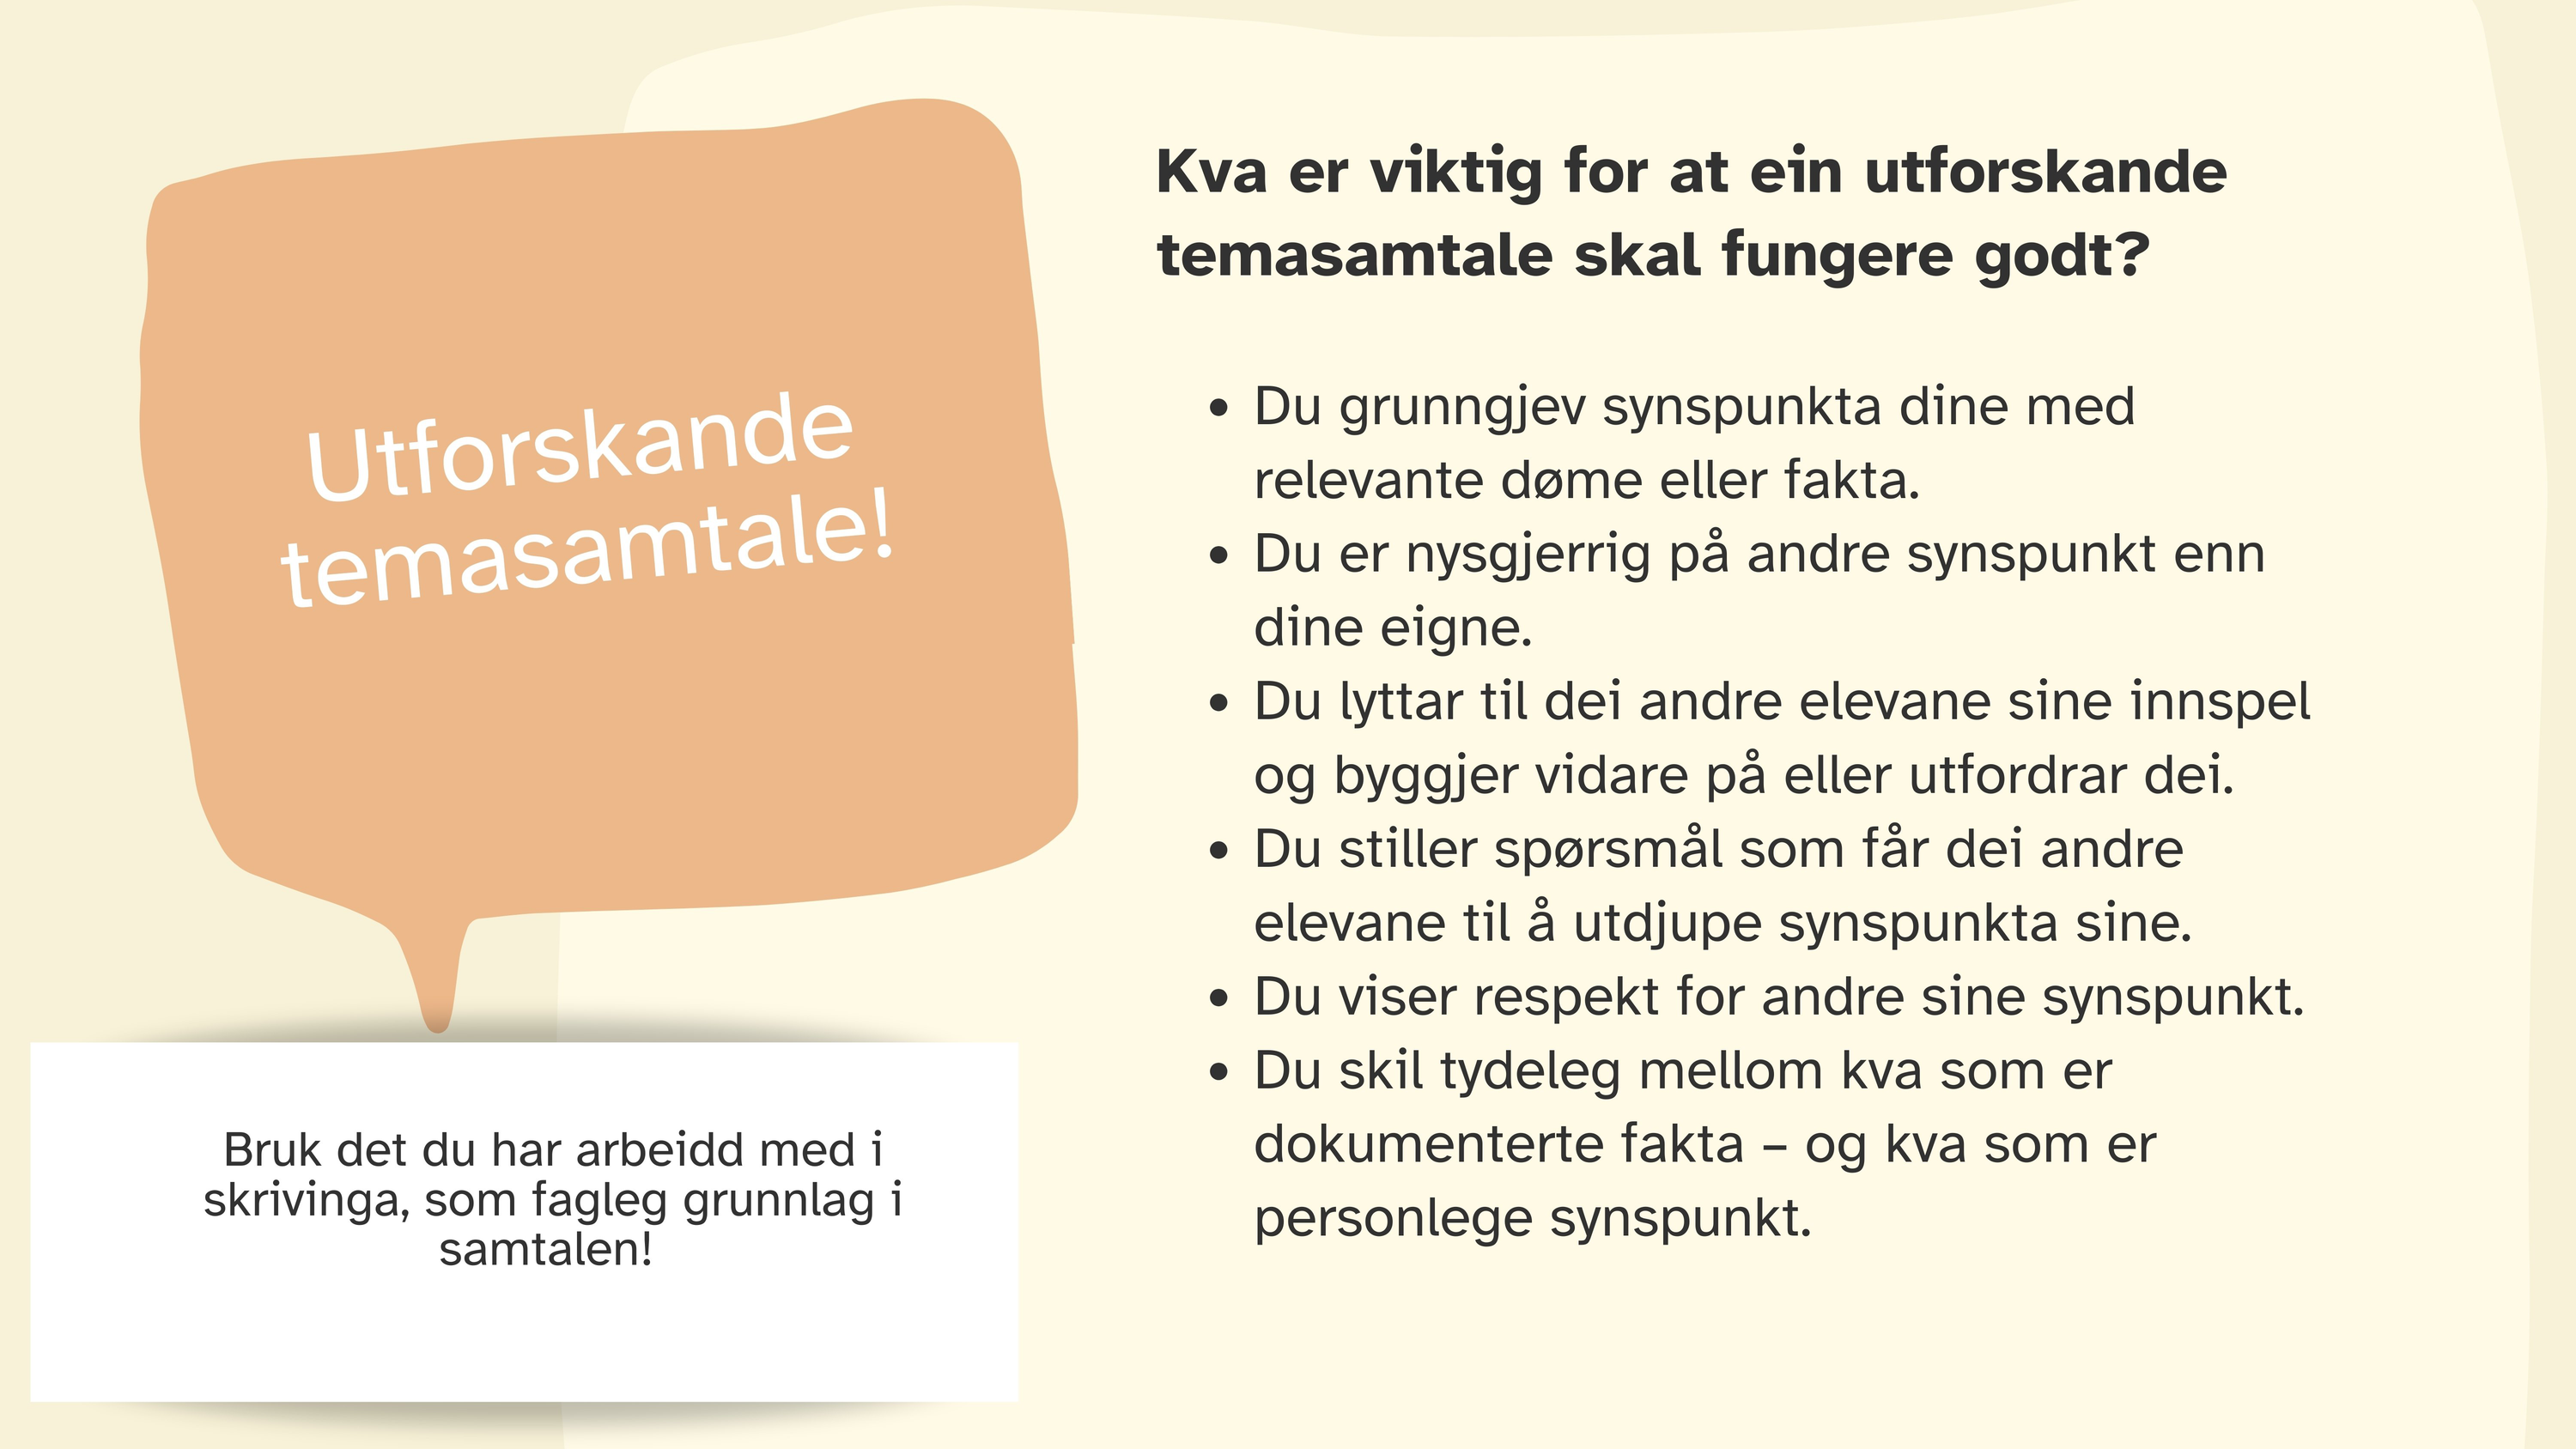 Utforskande
temasamtale!
Bruk det du har arbeidd med i
skrivinga, som fagleg grunnlag i
samtalen!
Kva er viktig for at ein utforskande
temasamtale skal fungere godt?
• Du grunngjev synspunkta dine med
relevante døme eller fakta.
• Du er nysgjerrig på andre synspunkt enn
dine eigne.
• Du lyttar til dei andre elevane sine innspel
og byggjer vidare på eller utfordrar dei.
• Du stiller spørsmål som får dei andre
elevane til å utdjupe synspunkta sine.
• Du viser respekt for andre sine synspunkt.
• Du skil tydeleg mellom kva som er
dokumenterte fakta – og kva som er
personlege synspunkt.